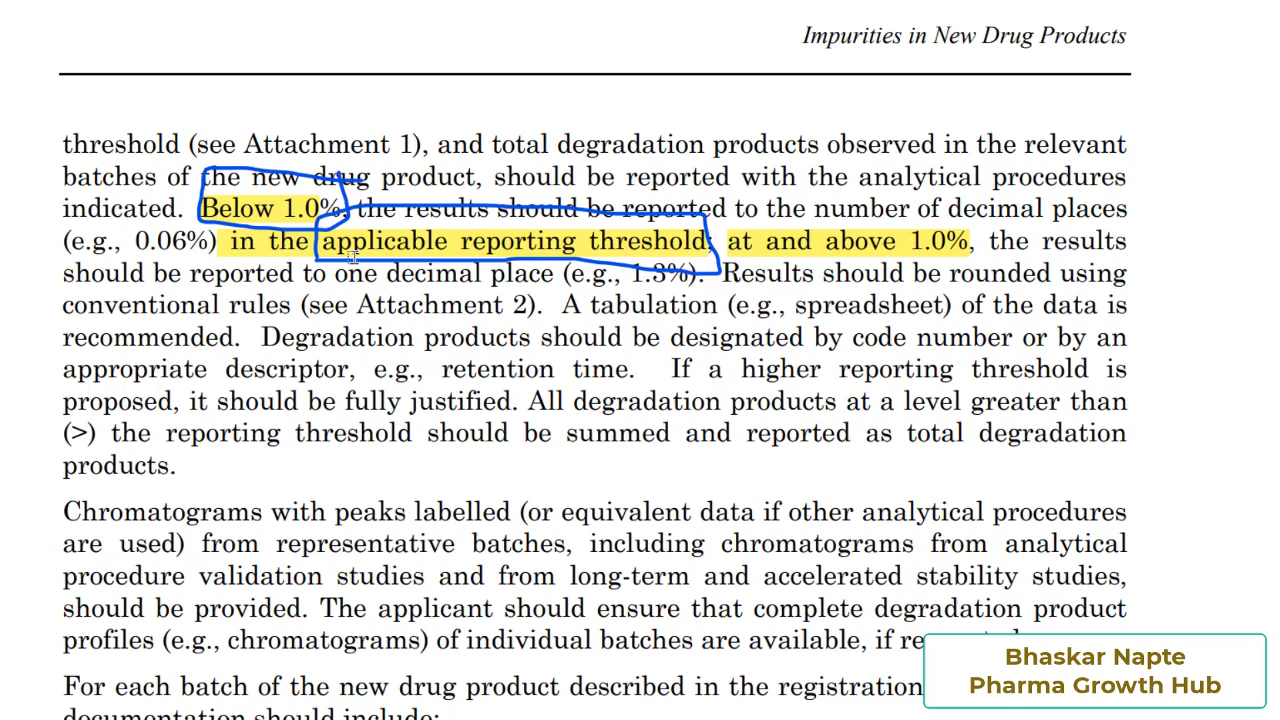 Impurities in New Drug Products
threshold (see Attachment 1), and total degradation products observed in the relevant
batches of the new drug product, should be reported with the analytical procedures
indicated. Below 1.0%, the results should be reported to the number of decimal places
(e.g., 0.06%) in the applicable reporting threshold; at and above 1.0%, the results
should be reported to one decimal place (e.g., 1.3%). Results should be rounded using
conventional rules (see Attachment 2). A tabulation (e.g., spreadsheet) of the data is
recommended. Degradation products should be designated by code number or by an
appropriate descriptor, e.g., retention time. If a higher reporting threshold is
proposed, it should be fully justified. All degradation products at a level greater than
(>) the reporting threshold should be summed and reported as total degradation
products.
Chromatograms with peaks labelled (or equivalent data if other analytical procedures
are used) from representative batches, including chromatograms from analytical
procedure validation studies and from long-term and accelerated stability studies,
should be provided. The applicant should ensure that complete degradation product
profiles (e.g., chromatograms) of individual batches are available, if
For each batch of the new drug product described in the registration
documentation should include:
Bhaskar Napte
Pharma Growth Hub